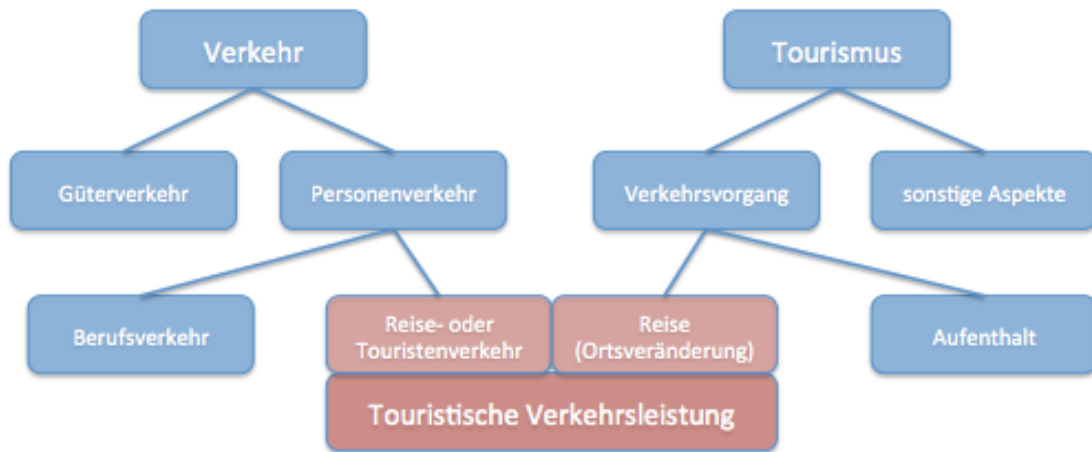 Verkehr
Tourismus
Güterverkehr
Personenverkehr
Verkehrsvorgang
sonstige Aspekte
Berufsverkehr
Reise- oder
Touristenverkehr
Reise
(Ortsveränderung)
Aufenthalt
Touristische Verkehrsleistung